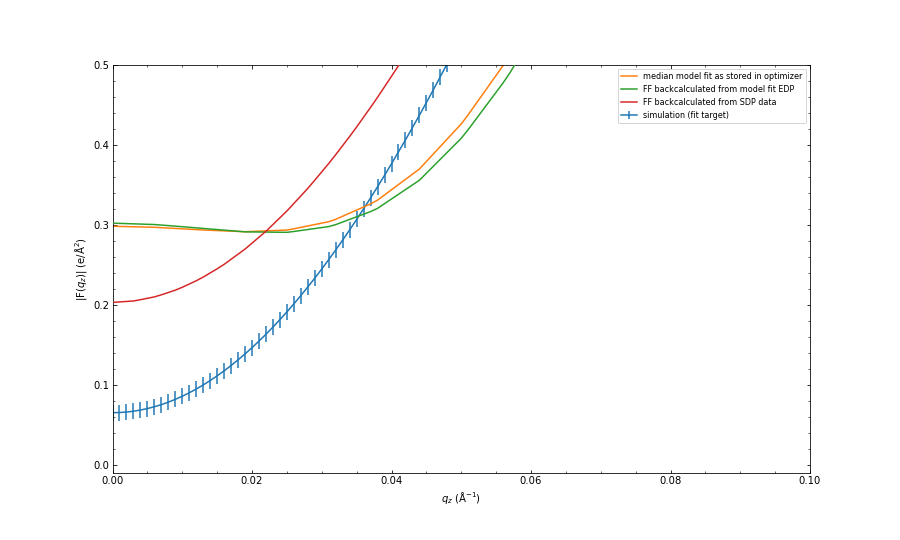 0.5
0.4
0.3
0.2
0.1
0.0
|F(q_z)| (e/Å²)
median model fit as stored in optimizer
FF backcalculated from model fit EDP
FF backcalculated from SDP data
simulation (fit target)
0.00 0.02 0.04 0.06 0.08 0.10
q_z (Å⁻¹)